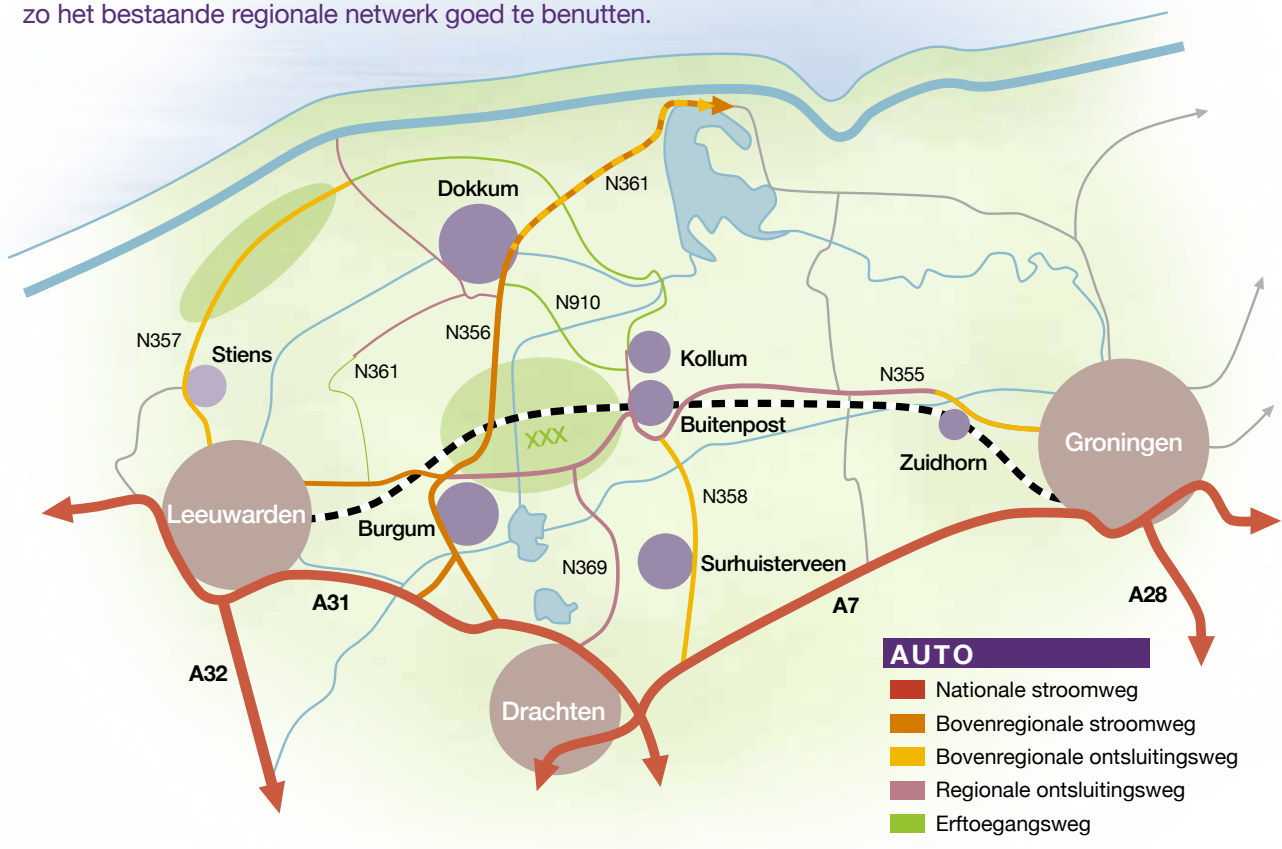 zo het bestaande regionale netwerk goed te benutten.
Dokkum
N361
N910
N356
N357
Stiens
N361
Kollum
N355
Buitenpost
XXX
Groningen
Zuidhorn
Leeuwarden
Burgum
N358
N369
Surhuisterveen
A31
A7
A28
A32
Drachten
AUTO
Nationale stroomweg
Bovenregionale stroomweg
Bovenregionale ontsluitingsweg
Regionale ontsluitingsweg
Erftoegangsweg